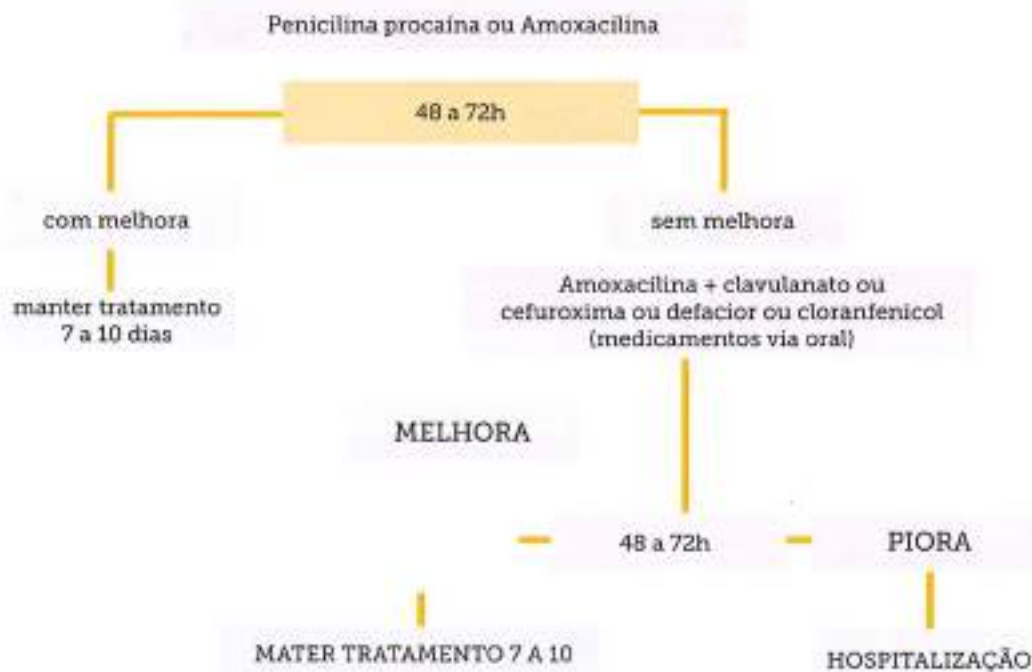 Penicilina procaína ou Amoxacilina
48 a 72h
com melhora
sem melhora
manter tratamento
7 a 10 dias
Amoxacilina + clavulanato ou
cefuroxima ou defacior ou cloranfenicol
(medicamentos via oral)
MELHORA
48 a 72h
PIORA
MATER TRATAMENTO 7 A 10
HOSPITALIZAÇÃO